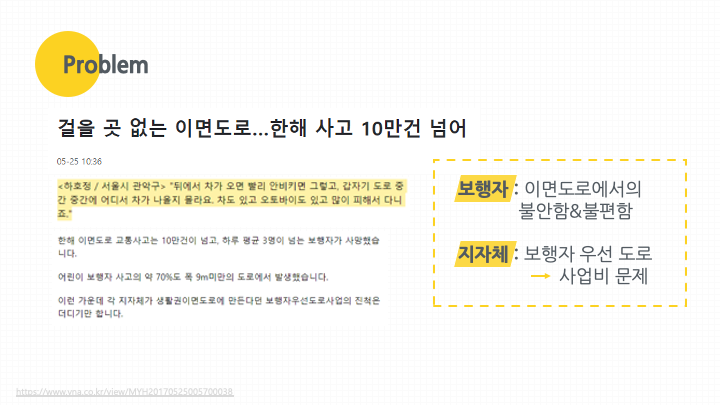 Problem
걸을 곳 없는 이면도로...한해 사고 10만건 넘어
05-25 10:36
<하호정 / 서울시 관악구> "뒤에서 차가 오면 빨리 안비키면 그렇고, 갑자기 도로 중
간 중간에 어디서 차가 나올지 몰라요. 차도 있고 오토바이도 있고 많이 피해서 다니
죠."
한해 이면도로 교통사고는 10만건이 넘고, 하루 평균 3명이 넘는 보행자가 사망했습
니다.
어린이 보행자 사고의 약 70%도 폭 9m미만의 도로에서 발생했습니다.
이런 가운데 각 지자체가 생활권이면도로에 만든다던 보행자우선도로사업의 진척은
더디기만 합니다.
보행자 : 이면도로에서의
불안함&불편함
지자체 : 보행자 우선 도로
→ 사업비 문제
https://www.yna.co.kr/view/MYH20170525005700038